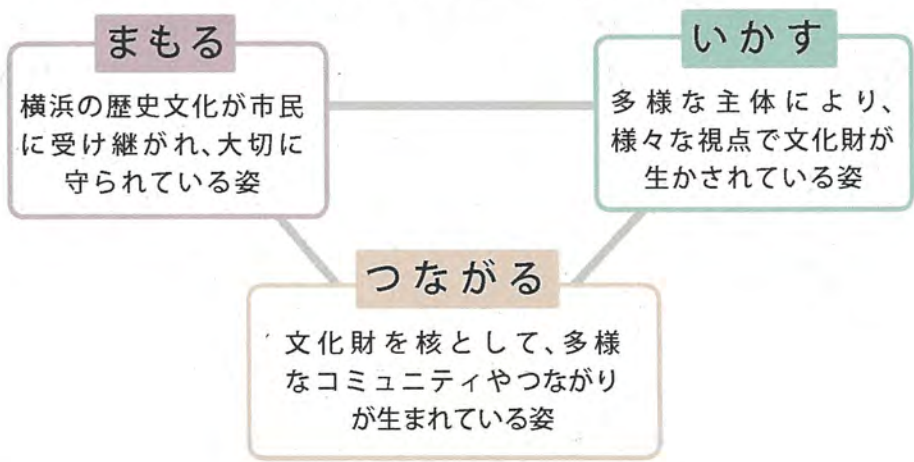 まもる
横浜の歴史文化が市民
に受け継がれ、大切に
守られている姿
いかす
多様な主体により、
様々な視点で文化財が
生かされている姿
つながる
文化財を核として、多様
なコミュニティやつながり
が生まれている姿